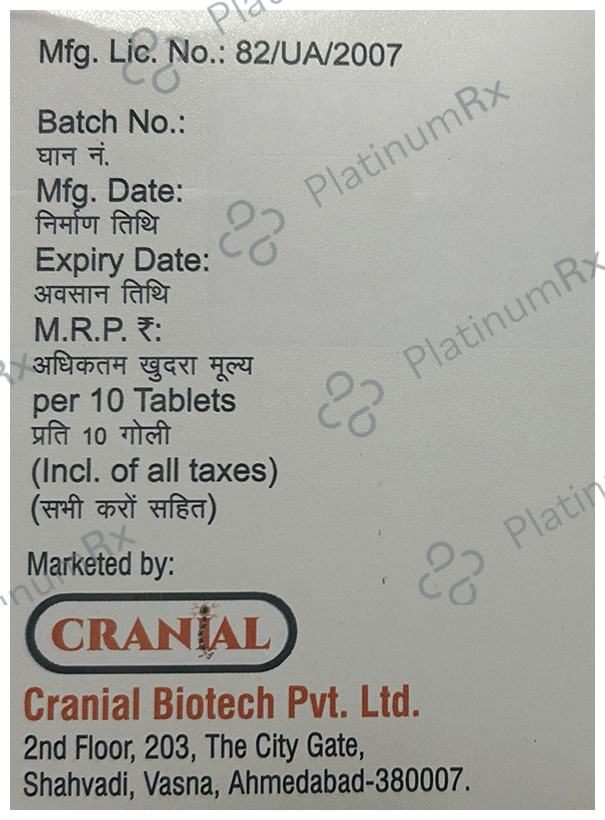 Mfg. Lic. No.: 82/UA/2007
Batch No.:
घान नं.
Mfg. Date:
निर्माण तिथि
Expiry Date:
अवसान तिथि
M.R.P. ₹:
अधिकतम खुदरा मूल्य
per 10 Tablets
प्रति 10 गोली
(Incl. of all taxes)
(सभी करों सहित)
Marketed by:
CRANIAL
Cranial Biotech Pvt. Ltd.
2nd Floor, 203, The City Gate,
Shahvadi, Vasna, Ahmedabad-380007.
PlatinumRx
PlatinumRx